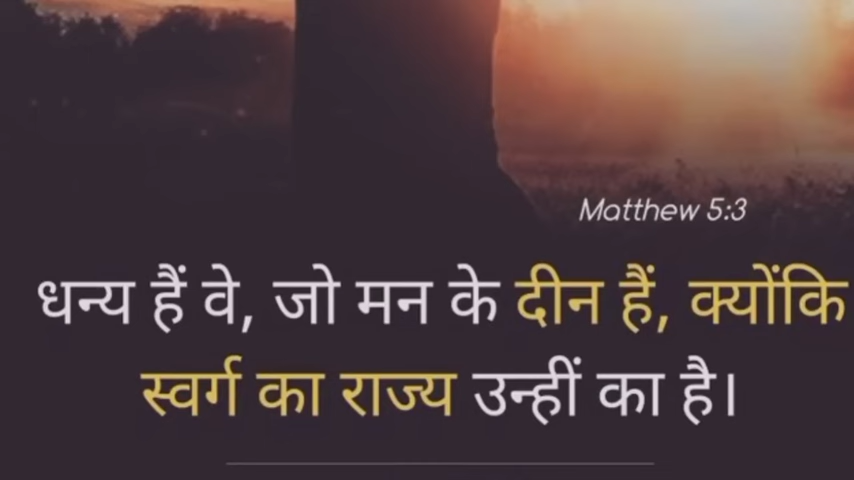 Matthew 5:3
धन्य हैं वे, जो मन के दीन हैं, क्योंकि
स्वर्ग का राज्य उन्हीं का है।